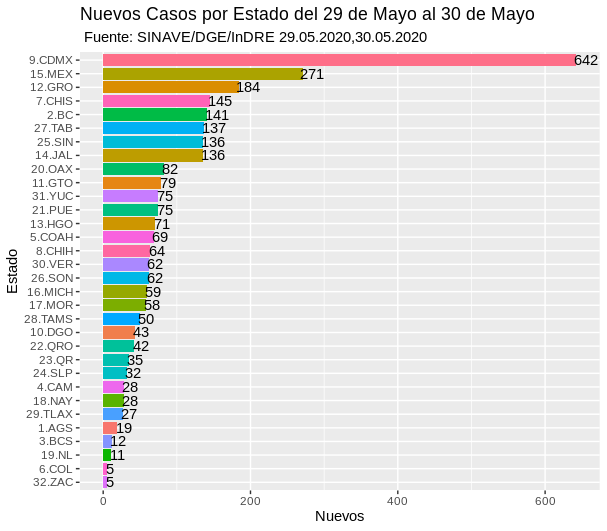 Nuevos Casos por Estado del 29 de Mayo al 30 de Mayo
Fuente: SINAVE/DGE/InDRE 29.05.2020,30.05.2020
Estado
9.CDMX 642
15.MEX 271
12.GRO 184
7.CHIS 145
2.BC 141
27.TAB 137
25.SIN 136
14.JAL 136
20.OAX 82
11.GTO 79
31.YUC 75
21.PUE 75
13.HGO 71
5.COAH 69
8.CHIH 64
30.VER 62
26.SON 62
16.MICH 59
17.MOR 58
28.TAMS 50
10.DGO 43
22.QRO 42
23.QR 35
24.SLP 32
4.CAM 28
18.NAY 28
29.TLAX 27
1.AGS 19
3.BCS 12
19.NL 11
6.COL 5
32.ZAC 5
0 200 400 600
Nuevos